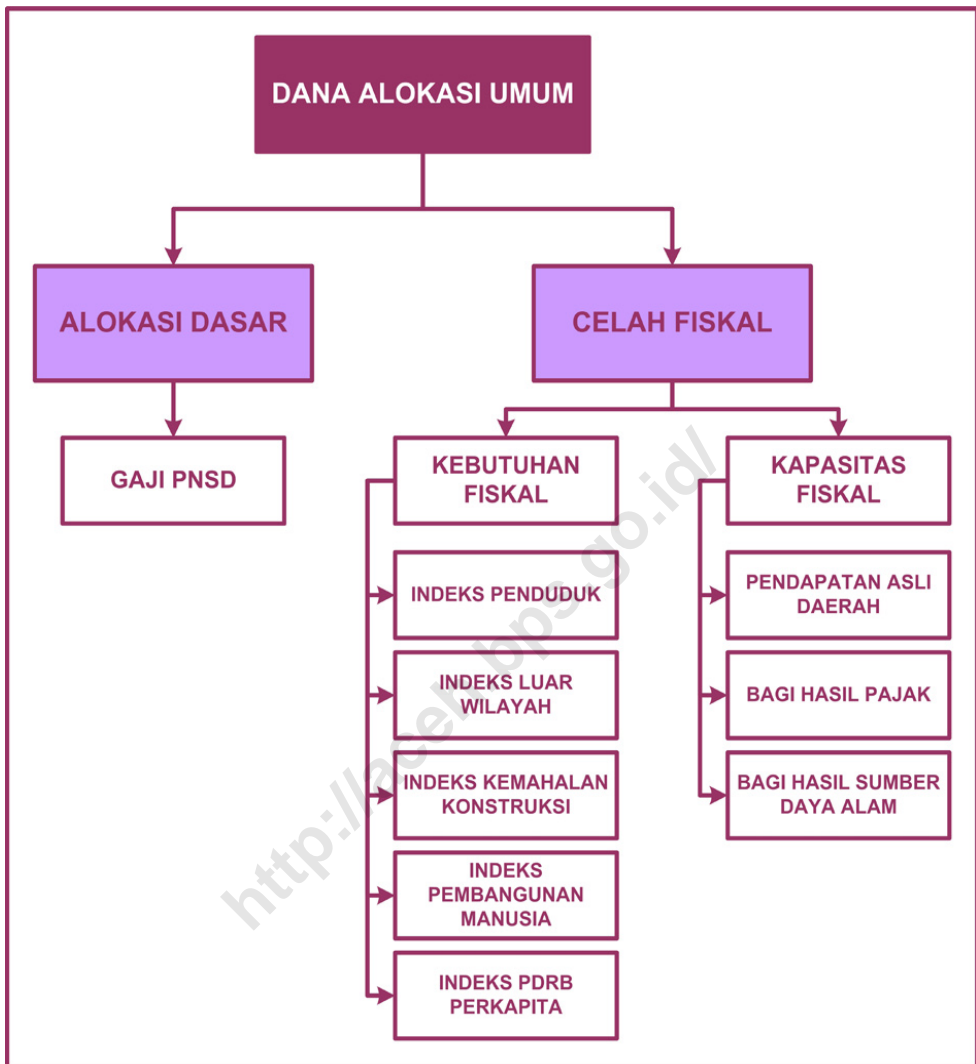 DANA ALOKASI UMUM
ALOKASI DASAR
CELAH FISKAL
GAJI PNSD
KEBUTUHAN
FISKAL
KAPASITAS
FISKAL
INDEKS PENDUDUK
PENDAPATAN ASLI
DAERAH
INDEKS LUAR
WILAYAH
BAGI HASIL PAJAK
INDEKS KEMAHALAN
KONSTRUKSI
BAGI HASIL SUMBER
DAYA ALAM
INDEKS
PEMBANGUNAN
MANUSIA
INDEKS PDRB
PERKAPITA
http://aceh.bps.go.id/